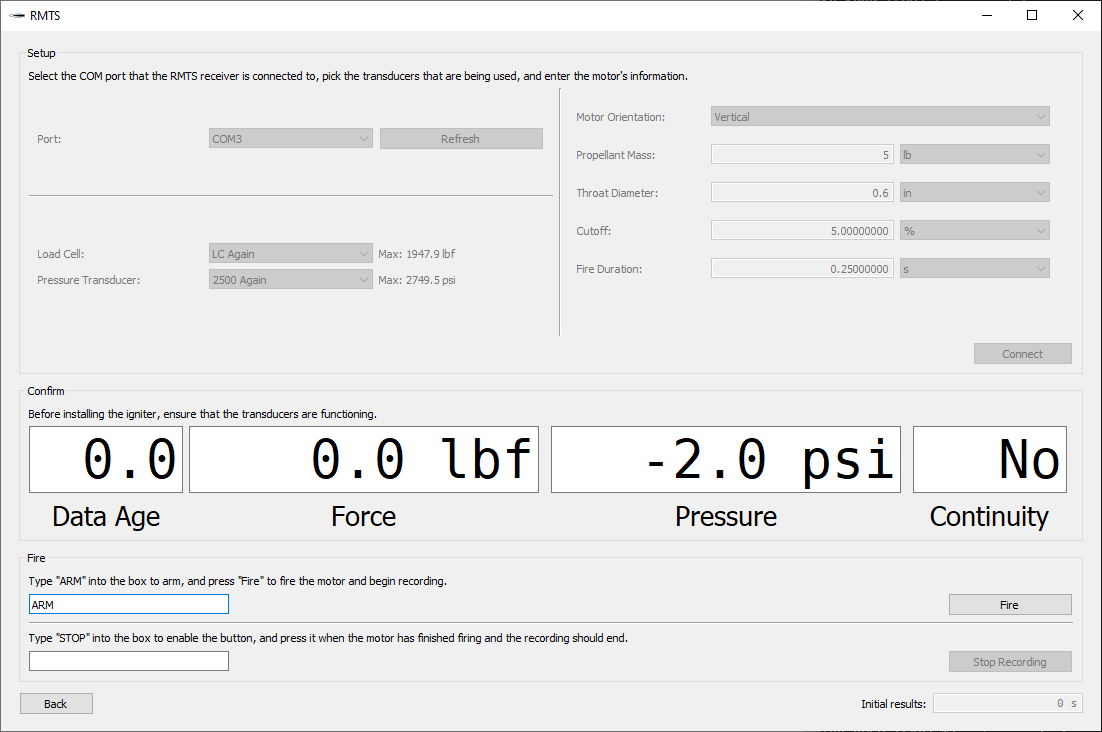 RMTS
Setup
Select the COM port that the RMTS receiver is connected to, pick the transducers that are being used, and enter the motor's information.
Port:
COM3
Refresh
Load Cell:
LC Again
Max: 1947.9 lbf
Pressure Transducer:
2500 Again
Max: 2749.5 psi
Motor Orientation:
Vertical
Propellant Mass:
5
lb
Throat Diameter:
0.6
in
Cutoff:
5.00000000
%
Fire Duration:
0.25000000
s
Connect
Confirm
Before installing the igniter, ensure that the transducers are functioning.
0.0
0.0 lbf
-2.0 psi
No
Data Age
Force
Pressure
Continuity
Fire
Type "ARM" into the box to arm, and press "Fire" to fire the motor and begin recording.
ARM
Fire
Type "STOP" into the box to enable the button, and press it when the motor has finished firing and the recording should end.
Stop Recording
Back
Initial results:
0 s